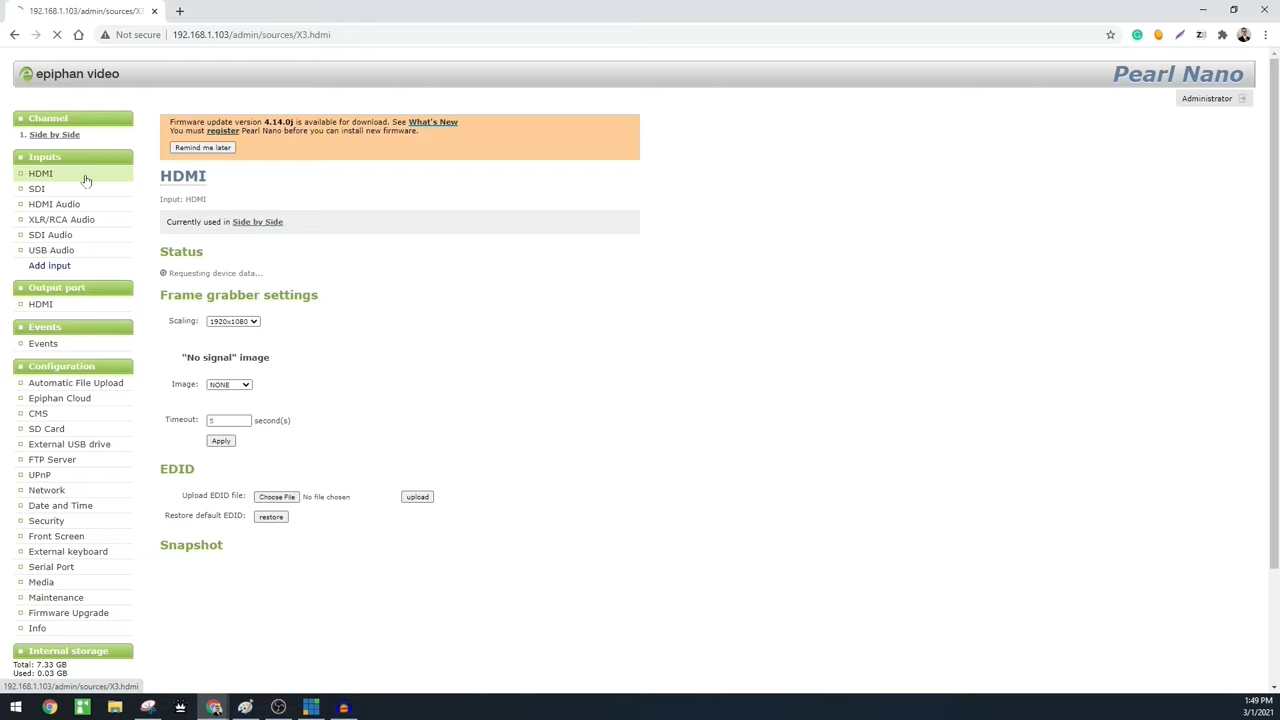 192.168.1.103/admin/sources/X3
Not secure
192.168.1.103/admin/sources/X3.hdmi
epiphan video
Pearl Nano
Administrator
Channel
1. Side by Side
Inputs
HDMI
SDI
HDMI Audio
XLR/RCA Audio
SDI Audio
USB Audio
Add input
Output port
HDMI
Events
Events
Configuration
Automatic File Upload
Epiphan Cloud
CMS
SD Card
External USB drive
FTP Server
UPnP
Network
Date and Time
Security
Front Screen
External keyboard
Serial Port
Media
Maintenance
Firmware Upgrade
Info
Internal storage
Total: 7.33 GB
Used: 0.03 GB
Firmware update version 4.14.0j is available for download. See What's New
You must register Pearl Nano before you can install new firmware.
Remind me later
HDMI
Input: HDMI
Currently used in Side by Side
Status
Requesting device data...
Frame grabber settings
Scaling: 1920x1080
"No signal" image
Image: NONE
Timeout: 5 second(s)
Apply
EDID
Upload EDID file: Choose File No file chosen upload
Restore default EDID: restore
Snapshot
192.168.1.103/admin/sources/X3.hdmi
1:49 PM
3/1/2021